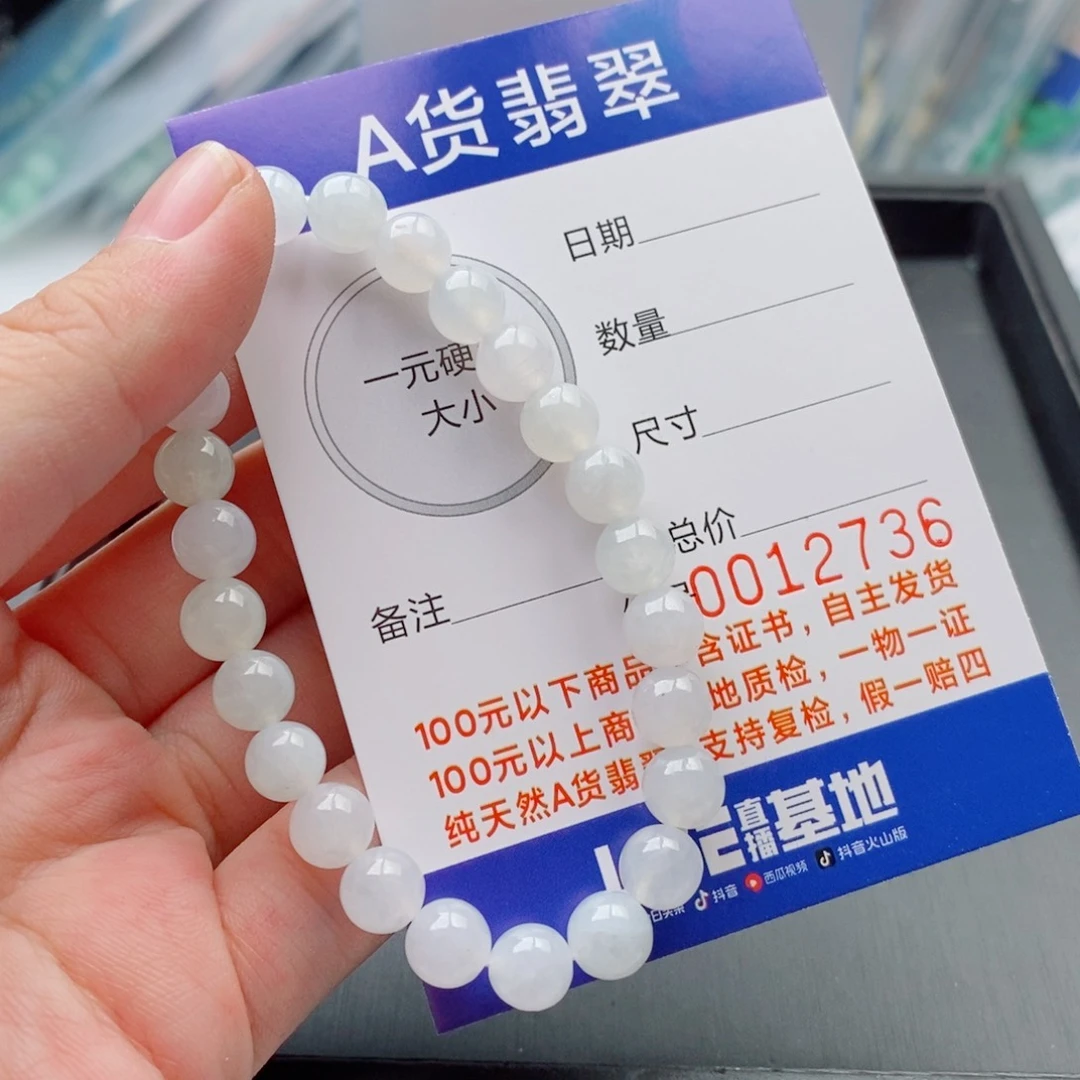 A货翡翠
日期
数量
尺寸
总价
一元硬
大小
备注
0012736
100元以下商品 含证书，自主发货
100元以上商 地质检，一物一证
纯天然A货翡翠 支持复检，假一赔四
直播基地
日头条 抖音 西瓜视频 抖音火山版